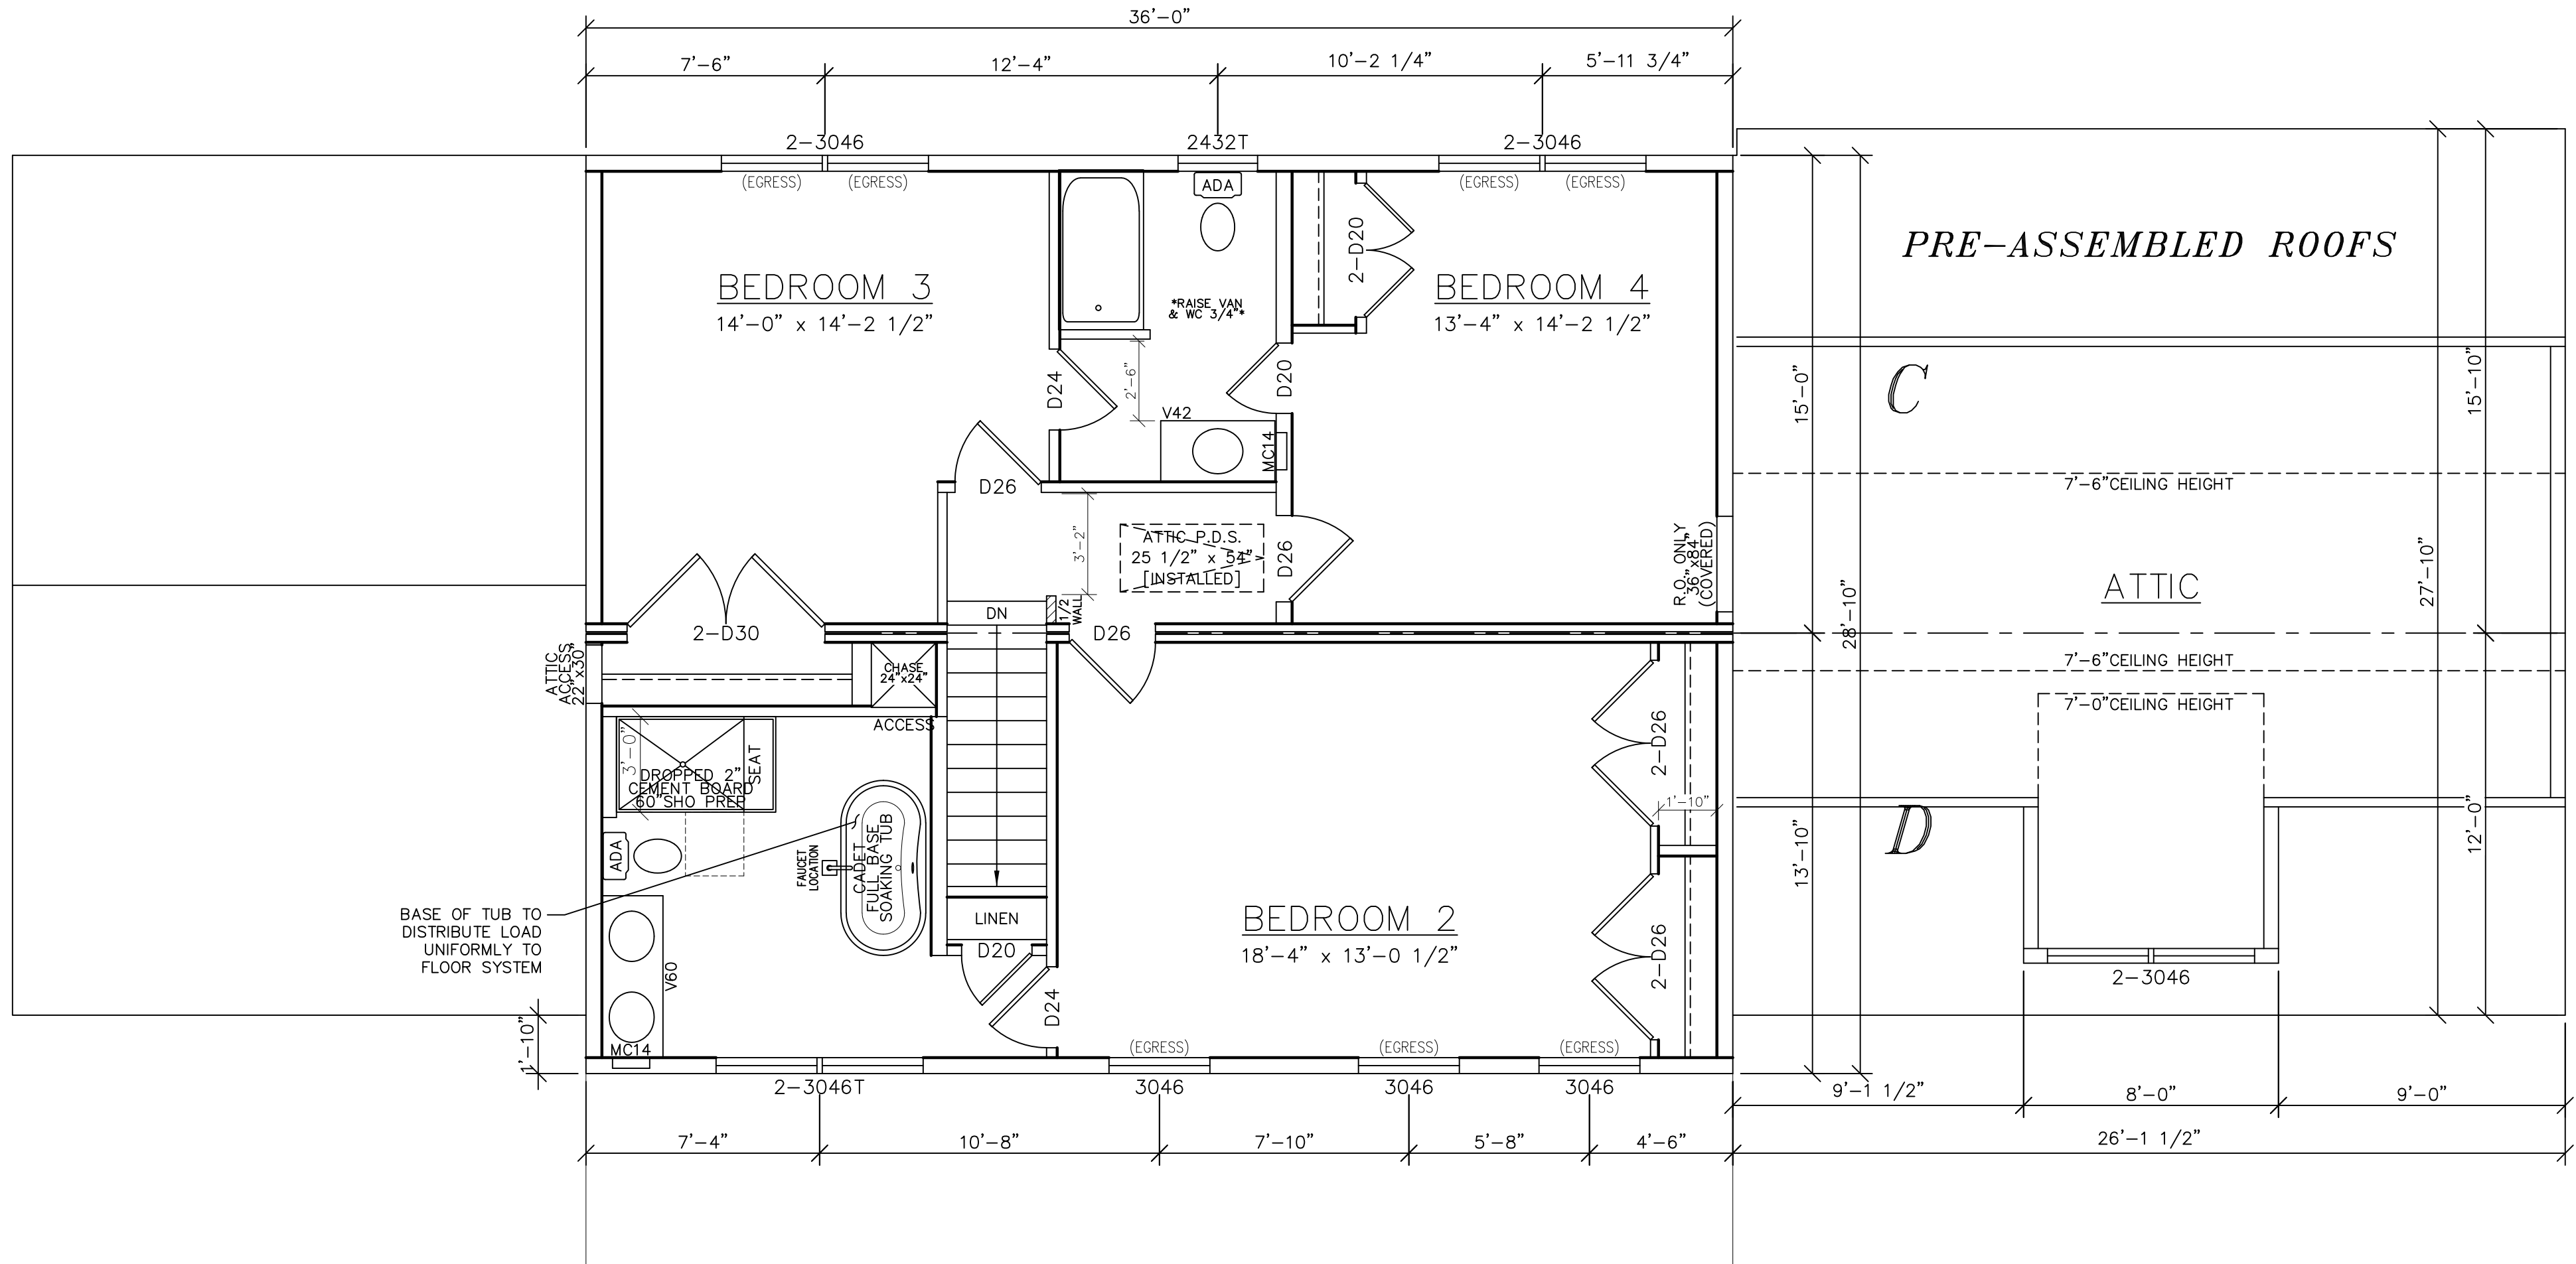 36'-0"
7'-6"
12'-4"
10'-2 1/4"
5'-11 3/4"
2-3046
2432T
2-3046
(EGRESS)
(EGRESS)
ADA
(EGRESS)
(EGRESS)
2-D20
PRE-ASSEMBLED ROOFS
BEDROOM 3
14'-0" x 14'-2 1/2"
*RAISE VAN
& WC 3/4"*
BEDROOM 4
13'-4" x 14'-2 1/2"
D24
2'-6"
D20
15'-0"
C
15'-10"
V42
MC14
D26
7'-6"CEILING HEIGHT
3'-2"
ATTIC P.D.S.
25 1/2" x 54"
[INSTALLED]
D26
R.O. ONLY
36"x84"
(COVERED)
28'-10"
27'-10"
ATTIC
DN
1/2
WALL
2-D30
D26
ATTIC
ACCESS
22"x30"
CHASE
24"x24"
7'-6"CEILING HEIGHT
7'-0"CEILING HEIGHT
ACCESS
3'-0"
SEAT
DROPPED 2"
CEMENT BOARD
60"SHO PREP
2-D26
1'-10"
13'-10"
D
12'-0"
ADA
FAUCET
LOCATION
CADET
FULL BASE
SOAKING TUB
BASE OF TUB TO
DISTRIBUTE LOAD
UNIFORMLY TO
FLOOR SYSTEM
LINEN
D20
BEDROOM 2
18'-4" x 13'-0 1/2"
2-D26
V60
D24
2-3046
1'-10"
MC14
(EGRESS)
(EGRESS)
(EGRESS)
2-3046T
3046
3046
3046
9'-1 1/2"
8'-0"
9'-0"
7'-4"
10'-8"
7'-10"
5'-8"
4'-6"
26'-1 1/2"